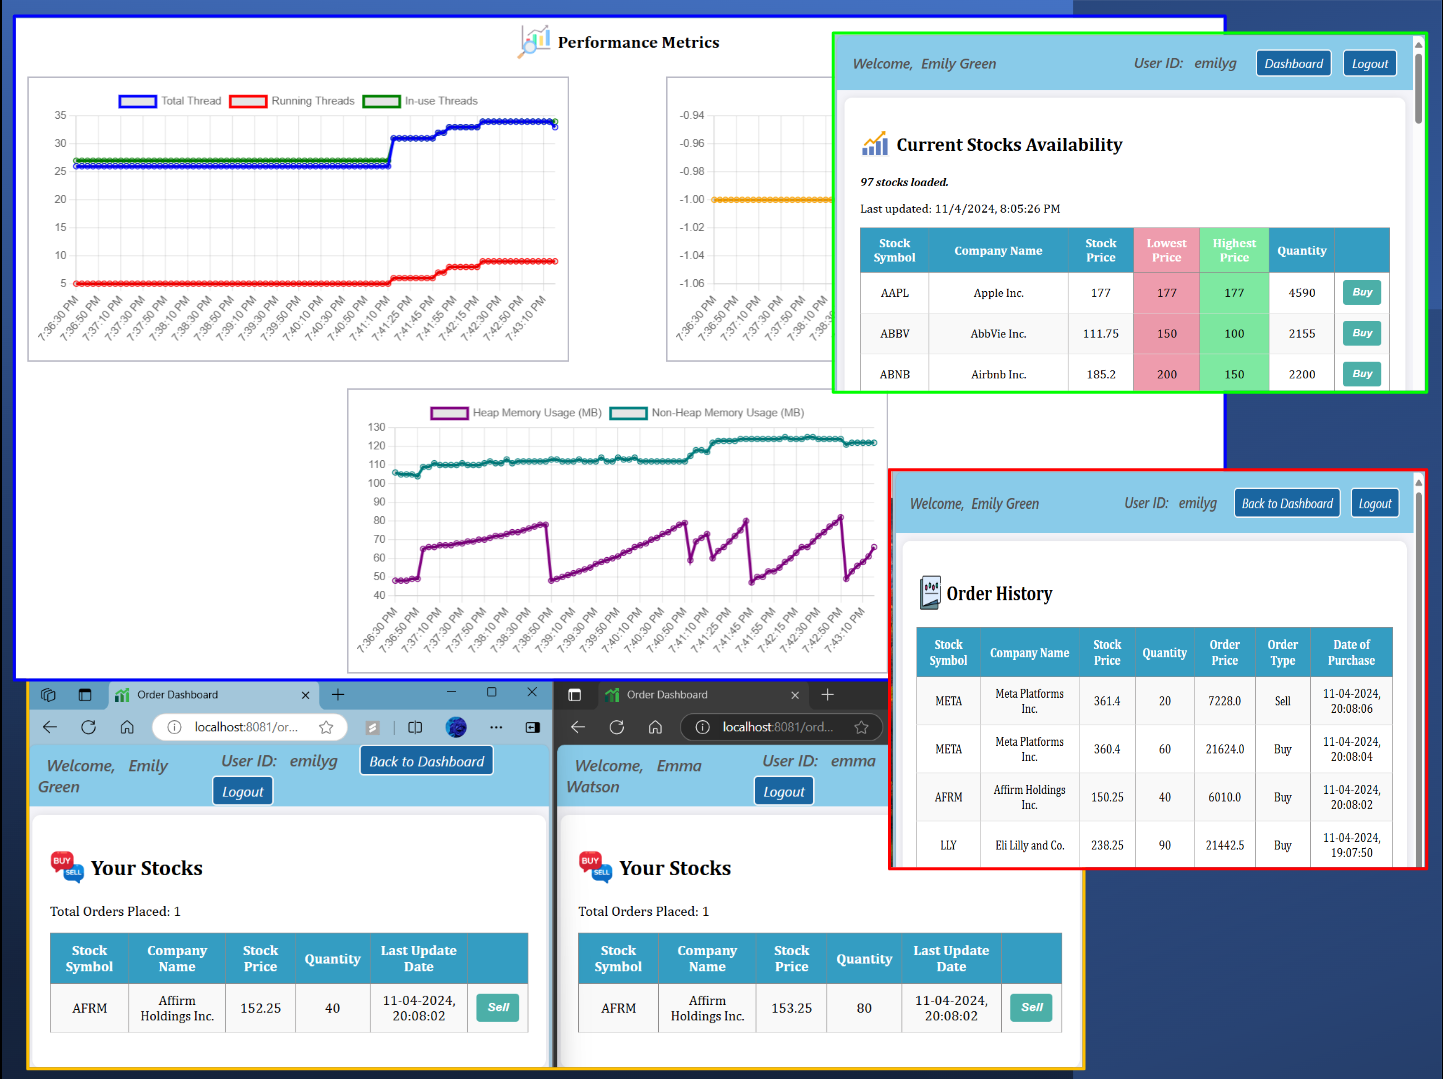 Performance Metrics
Total Thread Running Threads In-use Threads
35
30
25
20
15
10
5
7:36:30 PM
7:36:50 PM
7:37:10 PM
7:37:30 PM
7:37:50 PM
7:38:10 PM
7:38:30 PM
7:38:50 PM
7:39:10 PM
7:39:30 PM
7:39:50 PM
7:40:10 PM
7:40:30 PM
7:40:50 PM
7:41:10 PM
7:41:25 PM
7:41:45 PM
7:41:55 PM
7:42:15 PM
7:42:30 PM
7:42:50 PM
7:43:10 PM
-0.94
-0.96
-0.98
-1.00
-1.02
-1.04
-1.06
7:36:30 PM
7:36:50 PM
7:37:10 PM
7:37:30 PM
7:37:50 PM
7:38:10 PM
Heap Memory Usage (MB) Non-Heap Memory Usage (MB)
130
120
110
100
90
80
70
60
50
40
7:36:30 PM
7:36:50 PM
7:37:10 PM
7:37:30 PM
7:37:50 PM
7:38:10 PM
7:38:30 PM
7:38:50 PM
7:39:10 PM
7:39:30 PM
7:39:50 PM
7:40:10 PM
7:40:30 PM
7:40:50 PM
7:41:10 PM
7:41:25 PM
7:41:45 PM
7:41:55 PM
7:42:15 PM
7:42:30 PM
7:42:50 PM
7:43:10 PM
Welcome, Emily Green User ID: emilyg Dashboard Logout
Current Stocks Availability
97 stocks loaded.
Last updated: 11/4/2024, 8:05:26 PM
Stock Symbol Company Name Stock Price Lowest Price Highest Price Quantity
AAPL Apple Inc. 177 177 177 4590 Buy
ABBV AbbVie Inc. 111.75 150 100 2155 Buy
ABNB Airbnb Inc. 185.2 200 150 2200 Buy
Welcome, Emily Green User ID: emilyg Back to Dashboard Logout
Order History
Stock Symbol Company Name Stock Price Quantity Order Price Order Type Date of Purchase
META Meta Platforms Inc. 361.4 20 7228.0 Sell 11-04-2024, 20:08:06
META Meta Platforms Inc. 360.4 60 21624.0 Buy 11-04-2024, 20:08:04
AFRM Affirm Holdings Inc. 150.25 40 6010.0 Buy 11-04-2024, 20:08:02
LLY Eli Lilly and Co. 238.25 90 21442.5 Buy 11-04-2024, 19:07:50
Order Dashboard
localhost:8081/or...
Welcome, Emily Green User ID: emilyg Back to Dashboard
Logout
BUY
SELL
Your Stocks
Total Orders Placed: 1
Stock Symbol Company Name Stock Price Quantity Last Update Date
AFRM Affirm Holdings Inc. 152.25 40 11-04-2024, 20:08:02 Sell
Order Dashboard
localhost:8081/ord...
Welcome, Emma Watson User ID: emma
Logout
BUY
SELL
Your Stocks
Total Orders Placed: 1
Stock Symbol Company Name Stock Price Quantity Last Update Date
AFRM Affirm Holdings Inc. 153.25 80 11-04-2024, 20:08:02 Sell